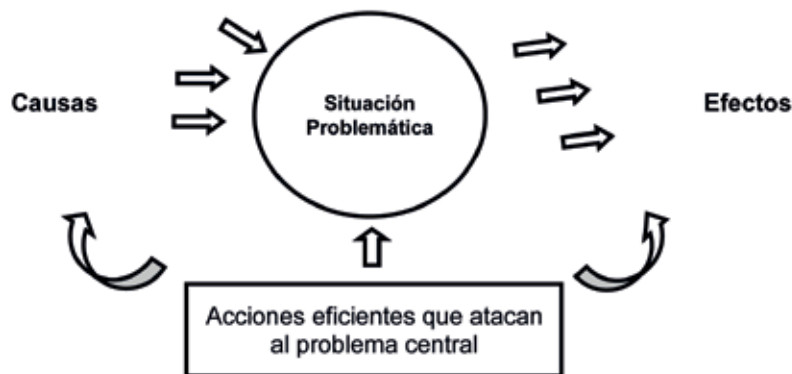 Causas
Situación
Problemática
Efectos
Acciones eficientes que atacan
al problema central